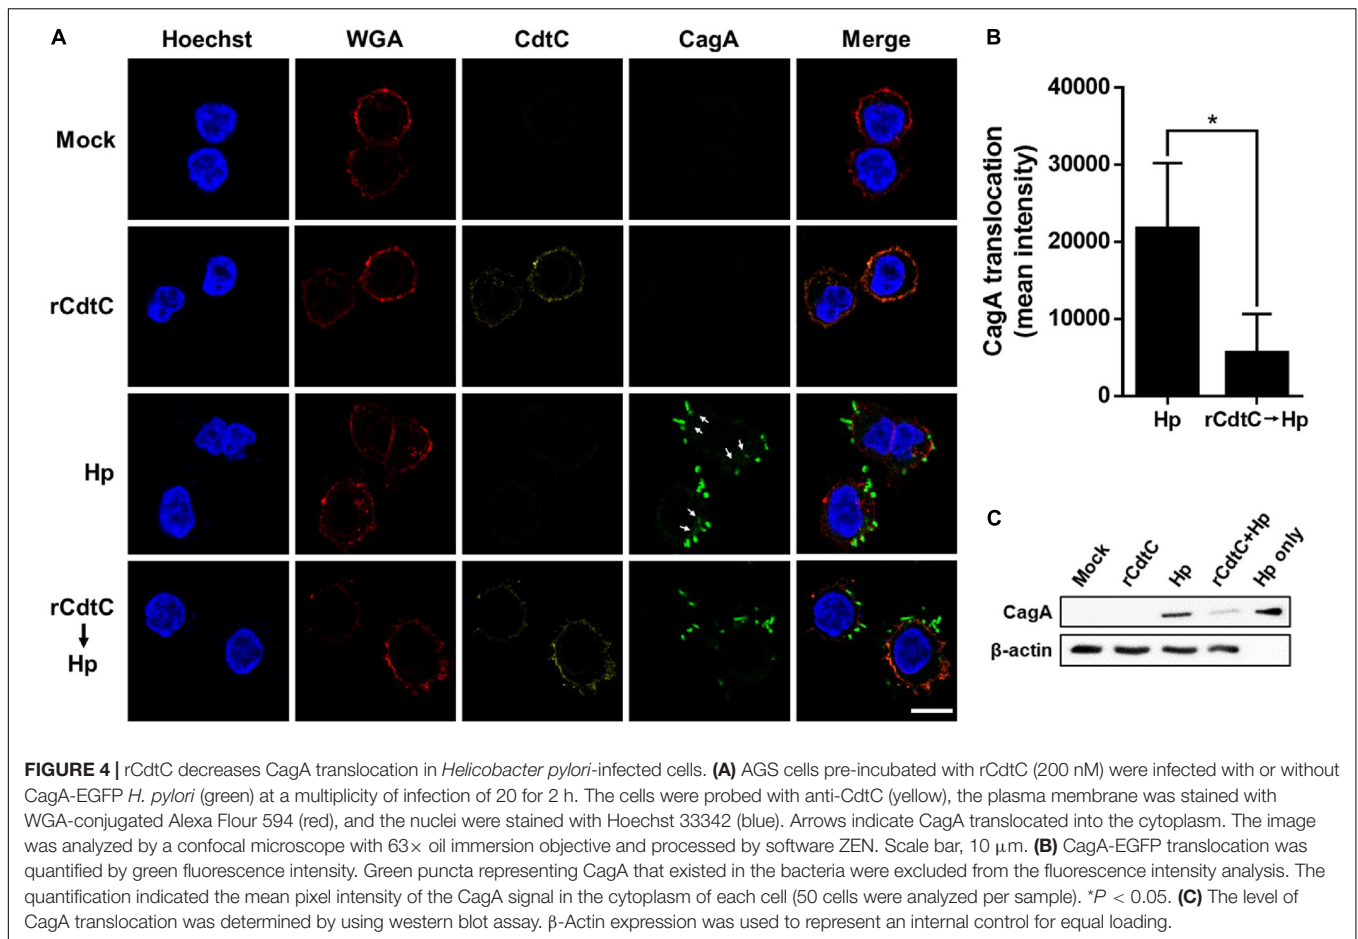 A
Hoechst WGA CdtC CagA Merge
Mock
rCdtC
Hp
rCdtC
↓
Hp
B
CagA translocation
(mean intensity)
40000
30000
20000
10000
0
*
Hp rCdtC→Hp
C
Mock rCdtC Hp rCdtC+Hp Hp only
CagA
β-actin
FIGURE 4 | rCdtC decreases CagA translocation in Helicobacter pylori-infected cells. (A) AGS cells pre-incubated with rCdtC (200 nM) were infected with or without
CagA-EGFP H. pylori (green) at a multiplicity of infection of 20 for 2 h. The cells were probed with anti-CdtC (yellow), the plasma membrane was stained with
WGA-conjugated Alexa Flour 594 (red), and the nuclei were stained with Hoechst 33342 (blue). Arrows indicate CagA translocated into the cytoplasm. The image
was analyzed by a confocal microscope with 63× oil immersion objective and processed by software ZEN. Scale bar, 10 μm. (B) CagA-EGFP translocation was
quantified by green fluorescence intensity. Green puncta representing CagA that existed in the bacteria were excluded from the fluorescence intensity analysis. The
quantification indicated the mean pixel intensity of the CagA signal in the cytoplasm of each cell (50 cells were analyzed per sample). *P < 0.05. (C) The level of
CagA translocation was determined by using western blot assay. β-Actin expression was used to represent an internal control for equal loading.